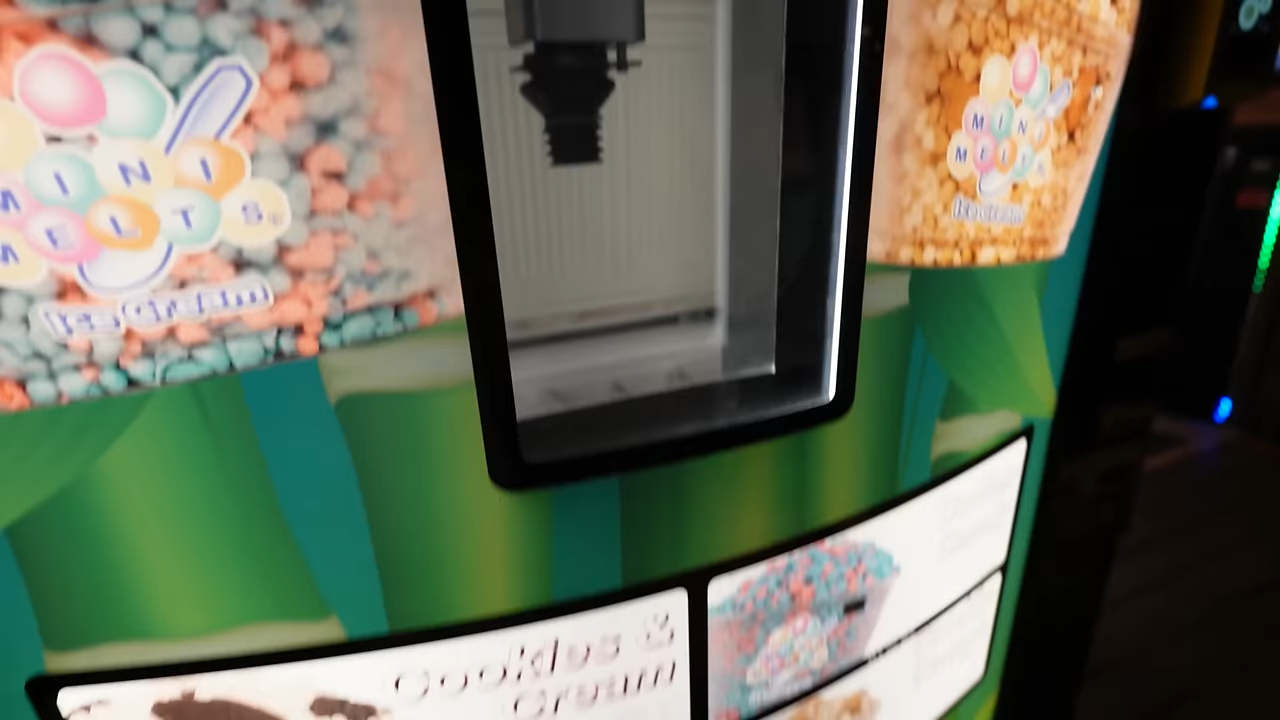 MINI
MELTS
Ice Cream
MINI
MELTS
Ice Cream
Cookies &
Cream